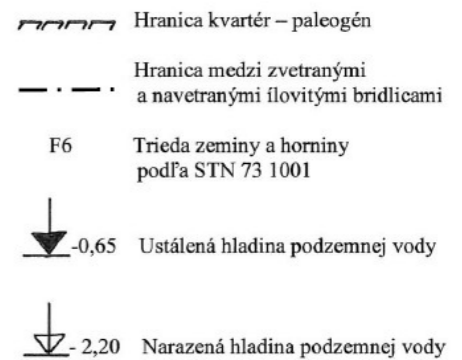 Hranica kvartér – paleogén
Hranica medzi zvetranými
a navetranými ílovitými bridlicami
F6 Trieda zeminy a horniny
podľa STN 73 1001
-0,65 Ustálená hladina podzemnej vody
- 2,20 Narazená hladina podzemnej vody